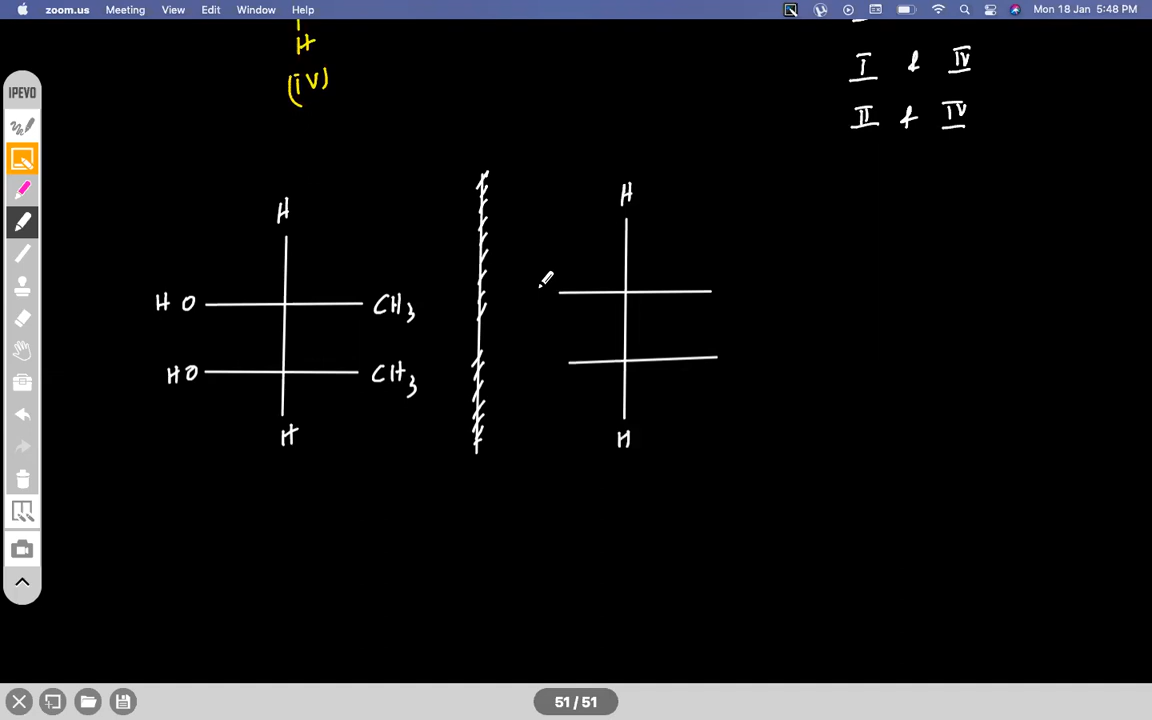 zoom.us Meeting View Edit Window Help Mon 18 Jan 5:48 PM
IPEVO
H
(iv)
I & IV
II & IV
H
H
HO CH3
HO CH3
H
H
51 / 51